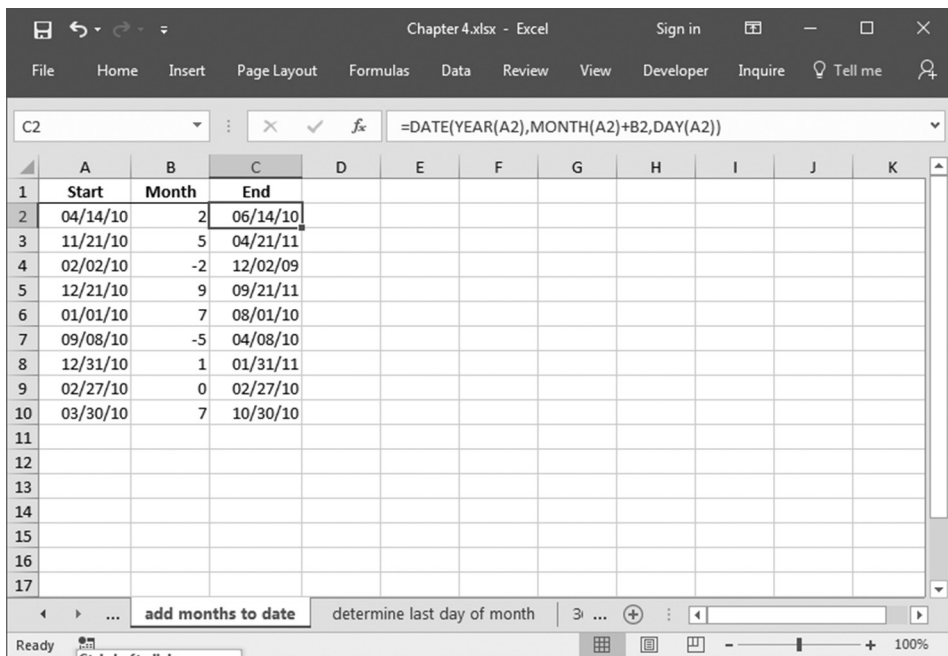 Chapter 4.xlsx - Excel Sign in
File Home Insert Page Layout Formulas Data Review View Developer Inquire Tell me
C2 fx =DATE(YEAR(A2),MONTH(A2)+B2,DAY(A2))
A B C D E F G H I J K
1 Start Month End
2 04/14/10 2 06/14/10
3 11/21/10 5 04/21/11
4 02/02/10 -2 12/02/09
5 12/21/10 9 09/21/11
6 01/01/10 7 08/01/10
7 09/08/10 -5 04/08/10
8 12/31/10 1 01/31/11
9 02/27/10 0 02/27/10
10 03/30/10 7 10/30/10
11
12
13
14
15
16
17
... add months to date determine last day of month ...
Ready 100%